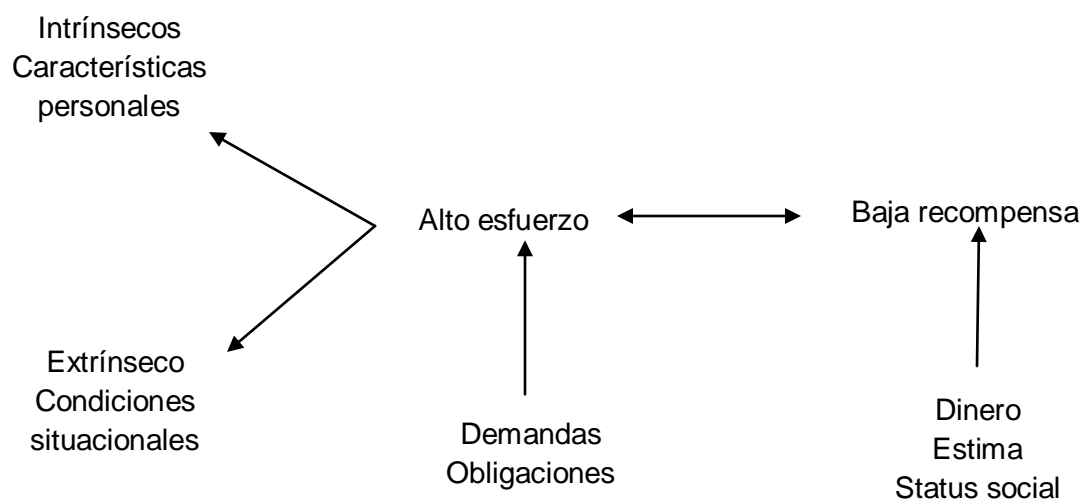 Intrínsecos
Características
personales
Alto esfuerzo
Baja recompensa
Extrínseco
Condiciones
situacionales
Demandas
Obligaciones
Dinero
Estima
Status social